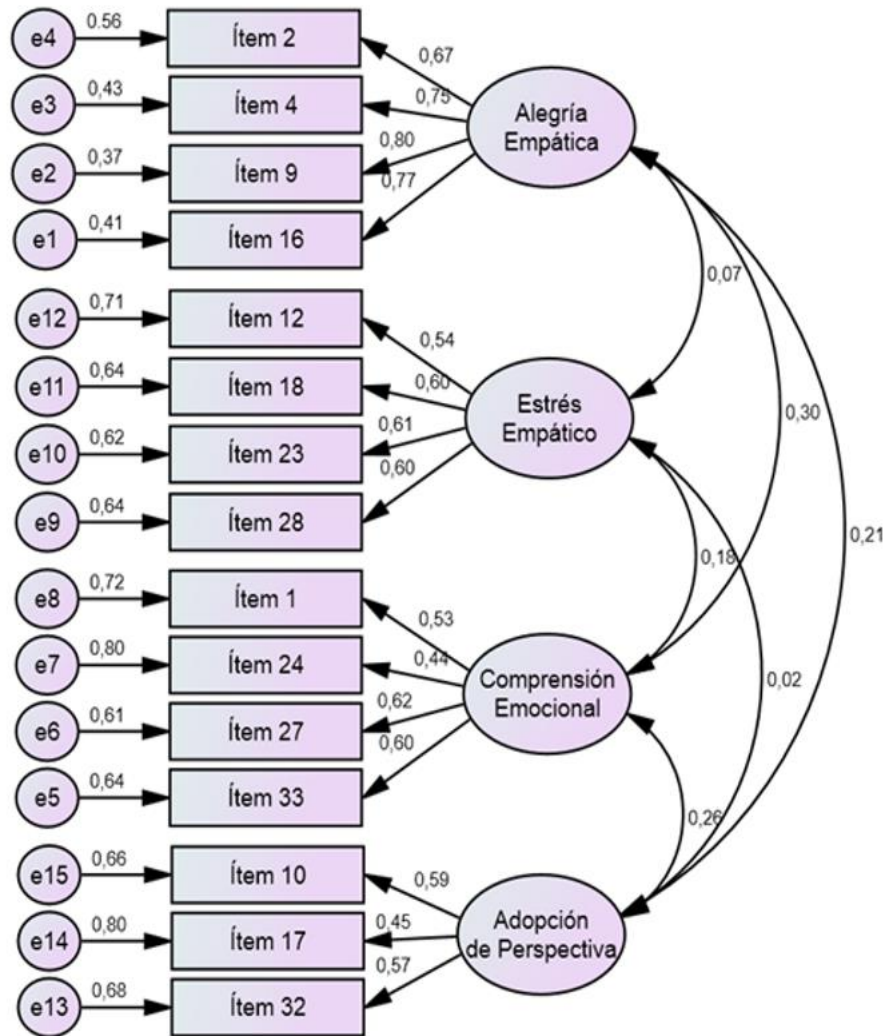 e4
0.56
Ítem 2
0,67
e3
0,43
Ítem 4
0,75
e2
0,37
Ítem 9
0,80
e1
0,41
Ítem 16
0,77
Alegría
Empática
e12
0,71
Ítem 12
0,54
e11
0,64
Ítem 18
0,60
e10
0,62
Ítem 23
0,61
e9
0,64
Ítem 28
0,60
Estrés
Empático
e8
0,72
Ítem 1
0,53
e7
0,80
Ítem 24
0,44
e6
0,61
Ítem 27
0,62
e5
0,64
Ítem 33
0,60
Comprensión
Emocional
e15
0,66
Ítem 10
0,59
e14
0,80
Ítem 17
0,45
e13
0,68
Ítem 32
0,57
Adopción
de Perspectiva
0,07
0,30
0,21
0,18
0,02
0,26